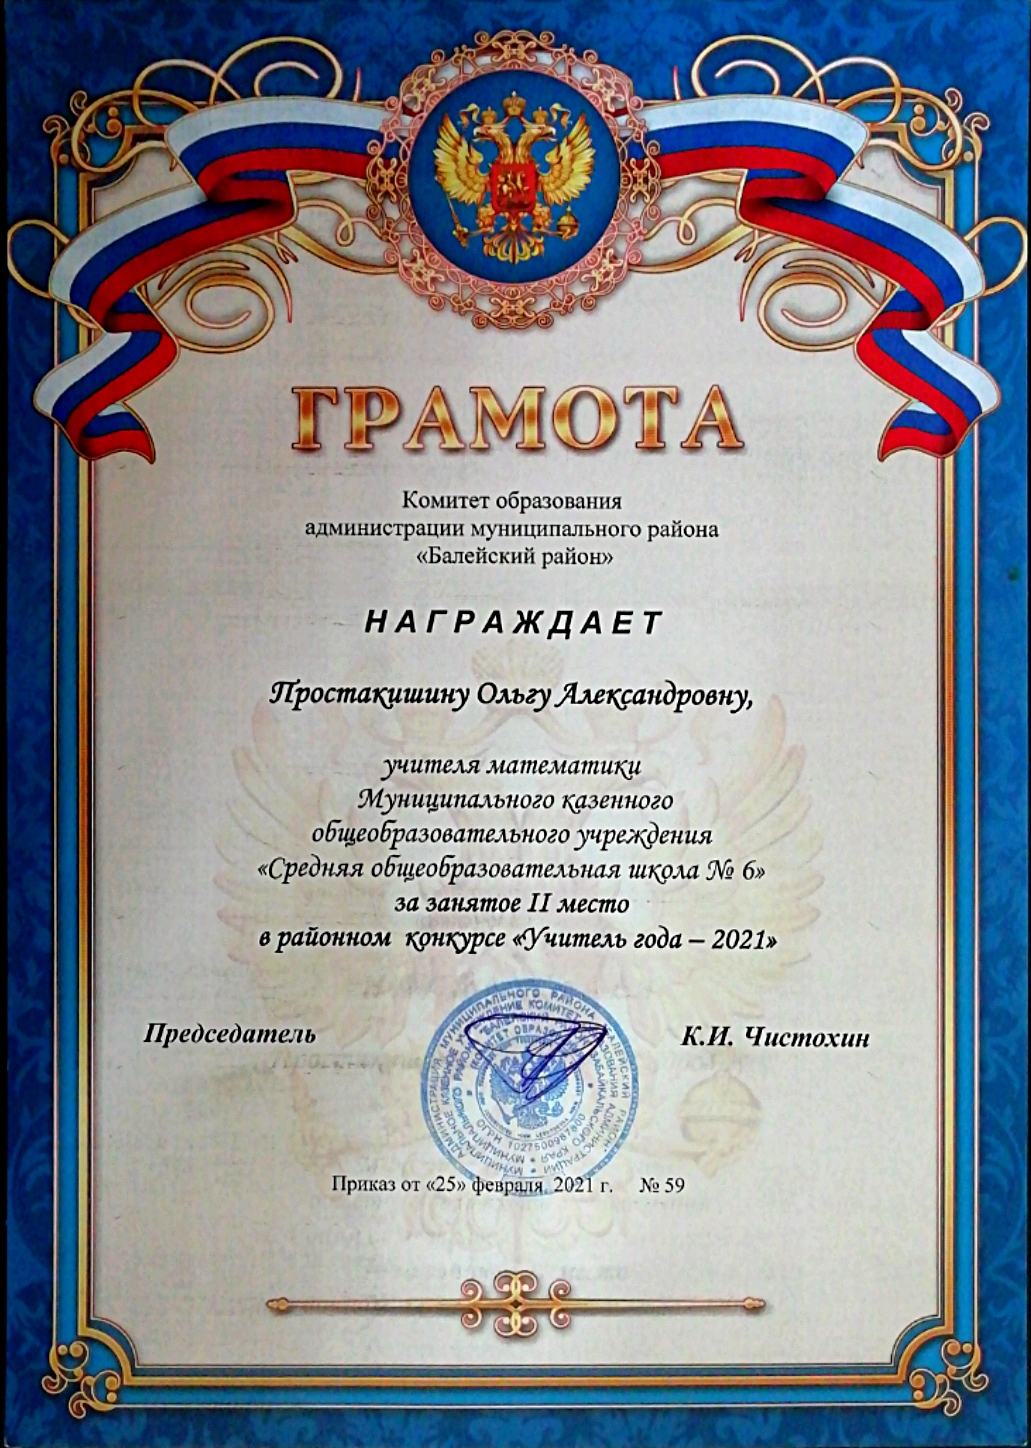 ГРАМОТА
Комитет образования
администрации муниципального района
«Балейский район»
НАГРАЖДАЕТ
Простакишину Ольгу Александровну,
учителя математики
Муниципального казенного
общеобразовательного учреждения
«Средняя общеобразовательная школа № 6»
за занятое II место
в районном конкурсе «Учитель года – 2021»
Председатель
К.И. Чистохин
Приказ от «25» февраля 2021 г. № 59